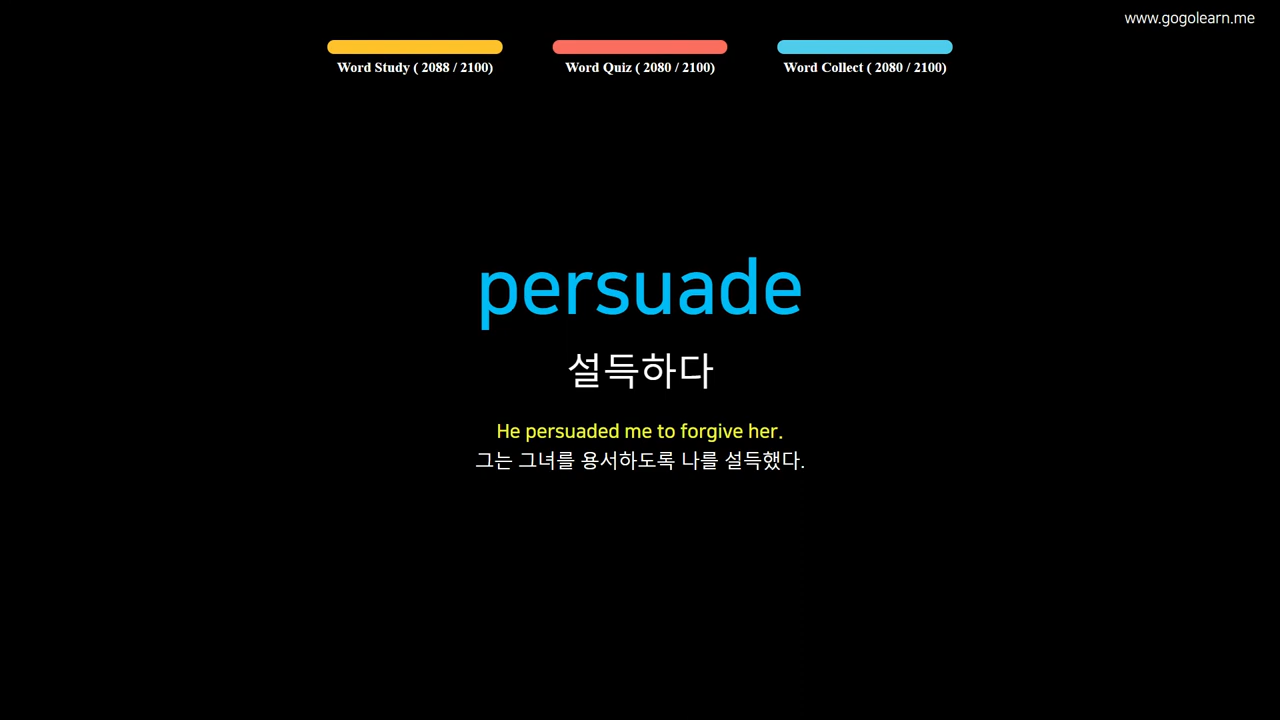 www.gogolearn.me
Word Study ( 2088 / 2100)
Word Quiz ( 2080 / 2100)
Word Collect ( 2080 / 2100)
persuade
설득하다
He persuaded me to forgive her.
그는 그녀를 용서하도록 나를 설득했다.